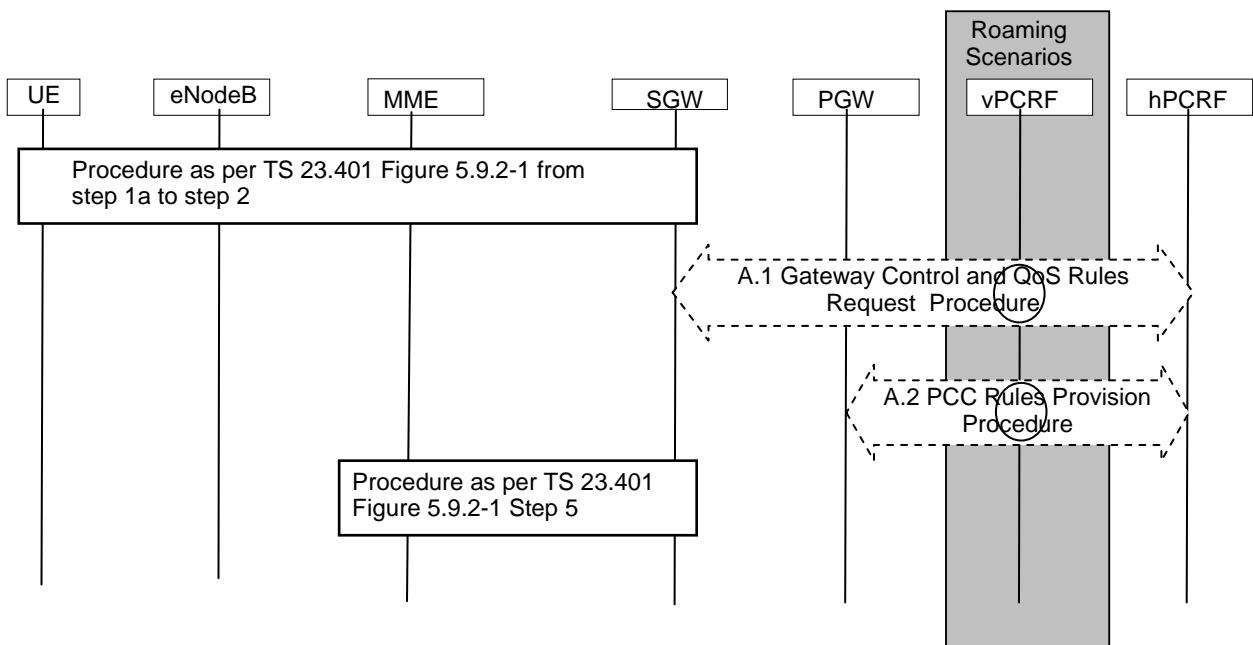 Roaming
Scenarios
UE
eNodeB
MME
SGW
PGW
vPCRF
hPCRF
Procedure as per TS 23.401 Figure 5.9.2-1 from
step 1a to step 2
A.1 Gateway Control and QoS Rules
Request Procedure
A.2 PCC Rules Provision
Procedure
Procedure as per TS 23.401
Figure 5.9.2-1 Step 5